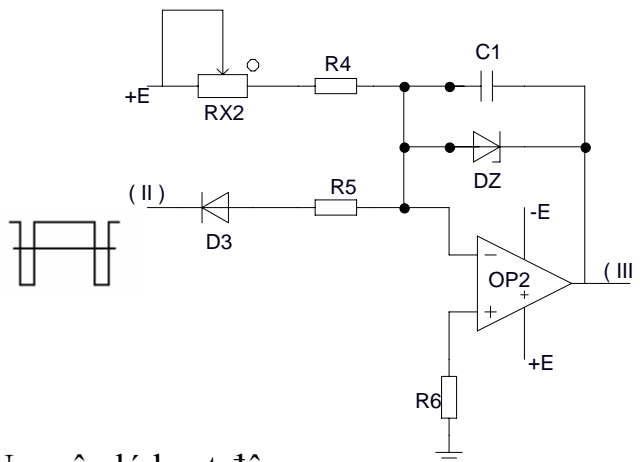 C1
R4
+E
RX2
DZ
( II )
R5
D3
-E
−
OP2
+
( III
+
+E
R6